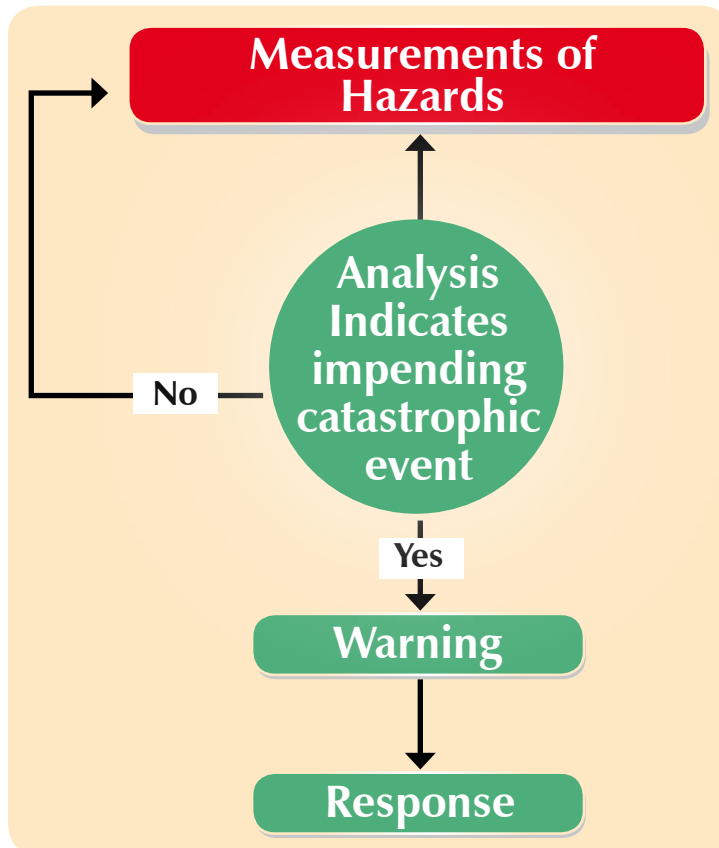 Measurements of
Hazards
Analysis
Indicates
impending
catastrophic
event
No
Yes
Warning
Response